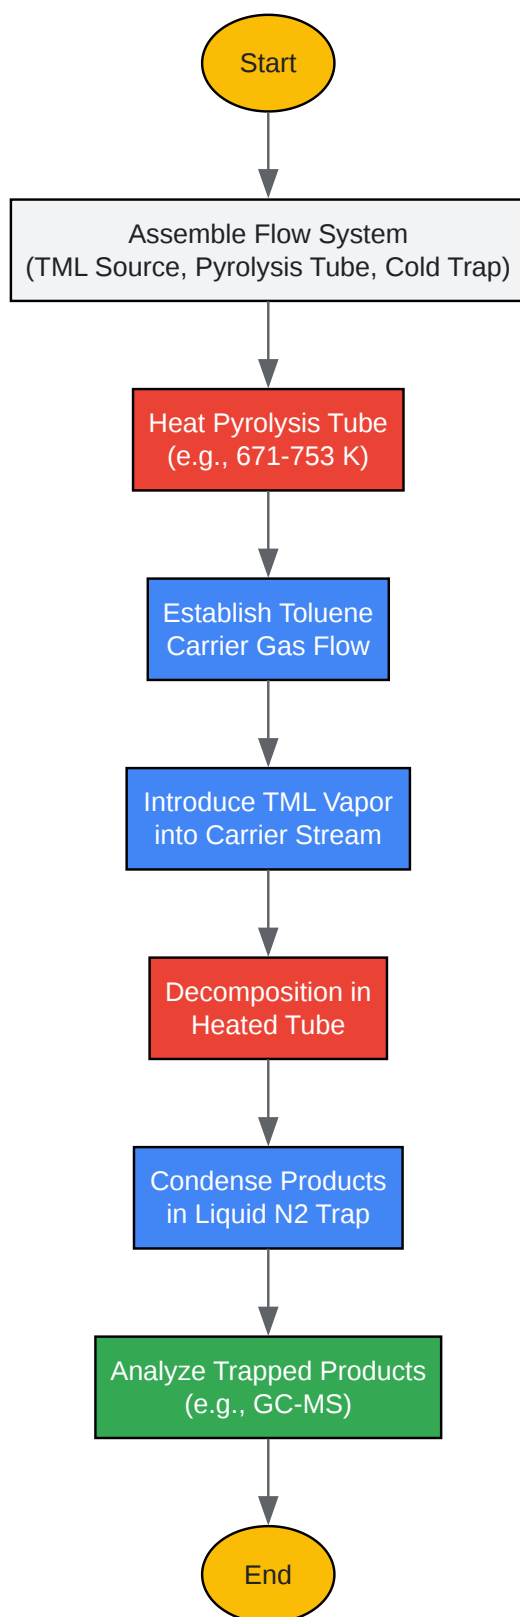 Start
Assemble Flow System
(TML Source, Pyrolysis Tube, Cold Trap)
Heat Pyrolysis Tube
(e.g., 671-753 K)
Establish Toluene
Carrier Gas Flow
Introduce TML Vapor
into Carrier Stream
Decomposition in
Heated Tube
Condense Products
in Liquid N2 Trap
Analyze Trapped Products
(e.g., GC-MS)
End